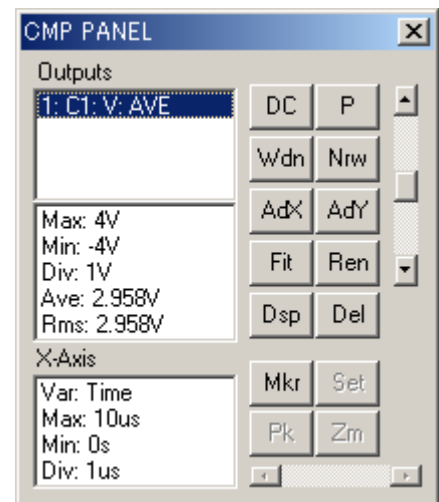 CMP PANEL
Outputs
1: C1: V: AVE
Max: 4V
Min: -4V
Div: 1V
Ave: 2.958V
Rms: 2.958V
DC P
Wdn Nrw
AdX AdY
Fit Ren
Dsp Del
X-Axis
Var: Time
Max: 10us
Min: 0s
Div: 1us
Mkr Set
Pk Zm